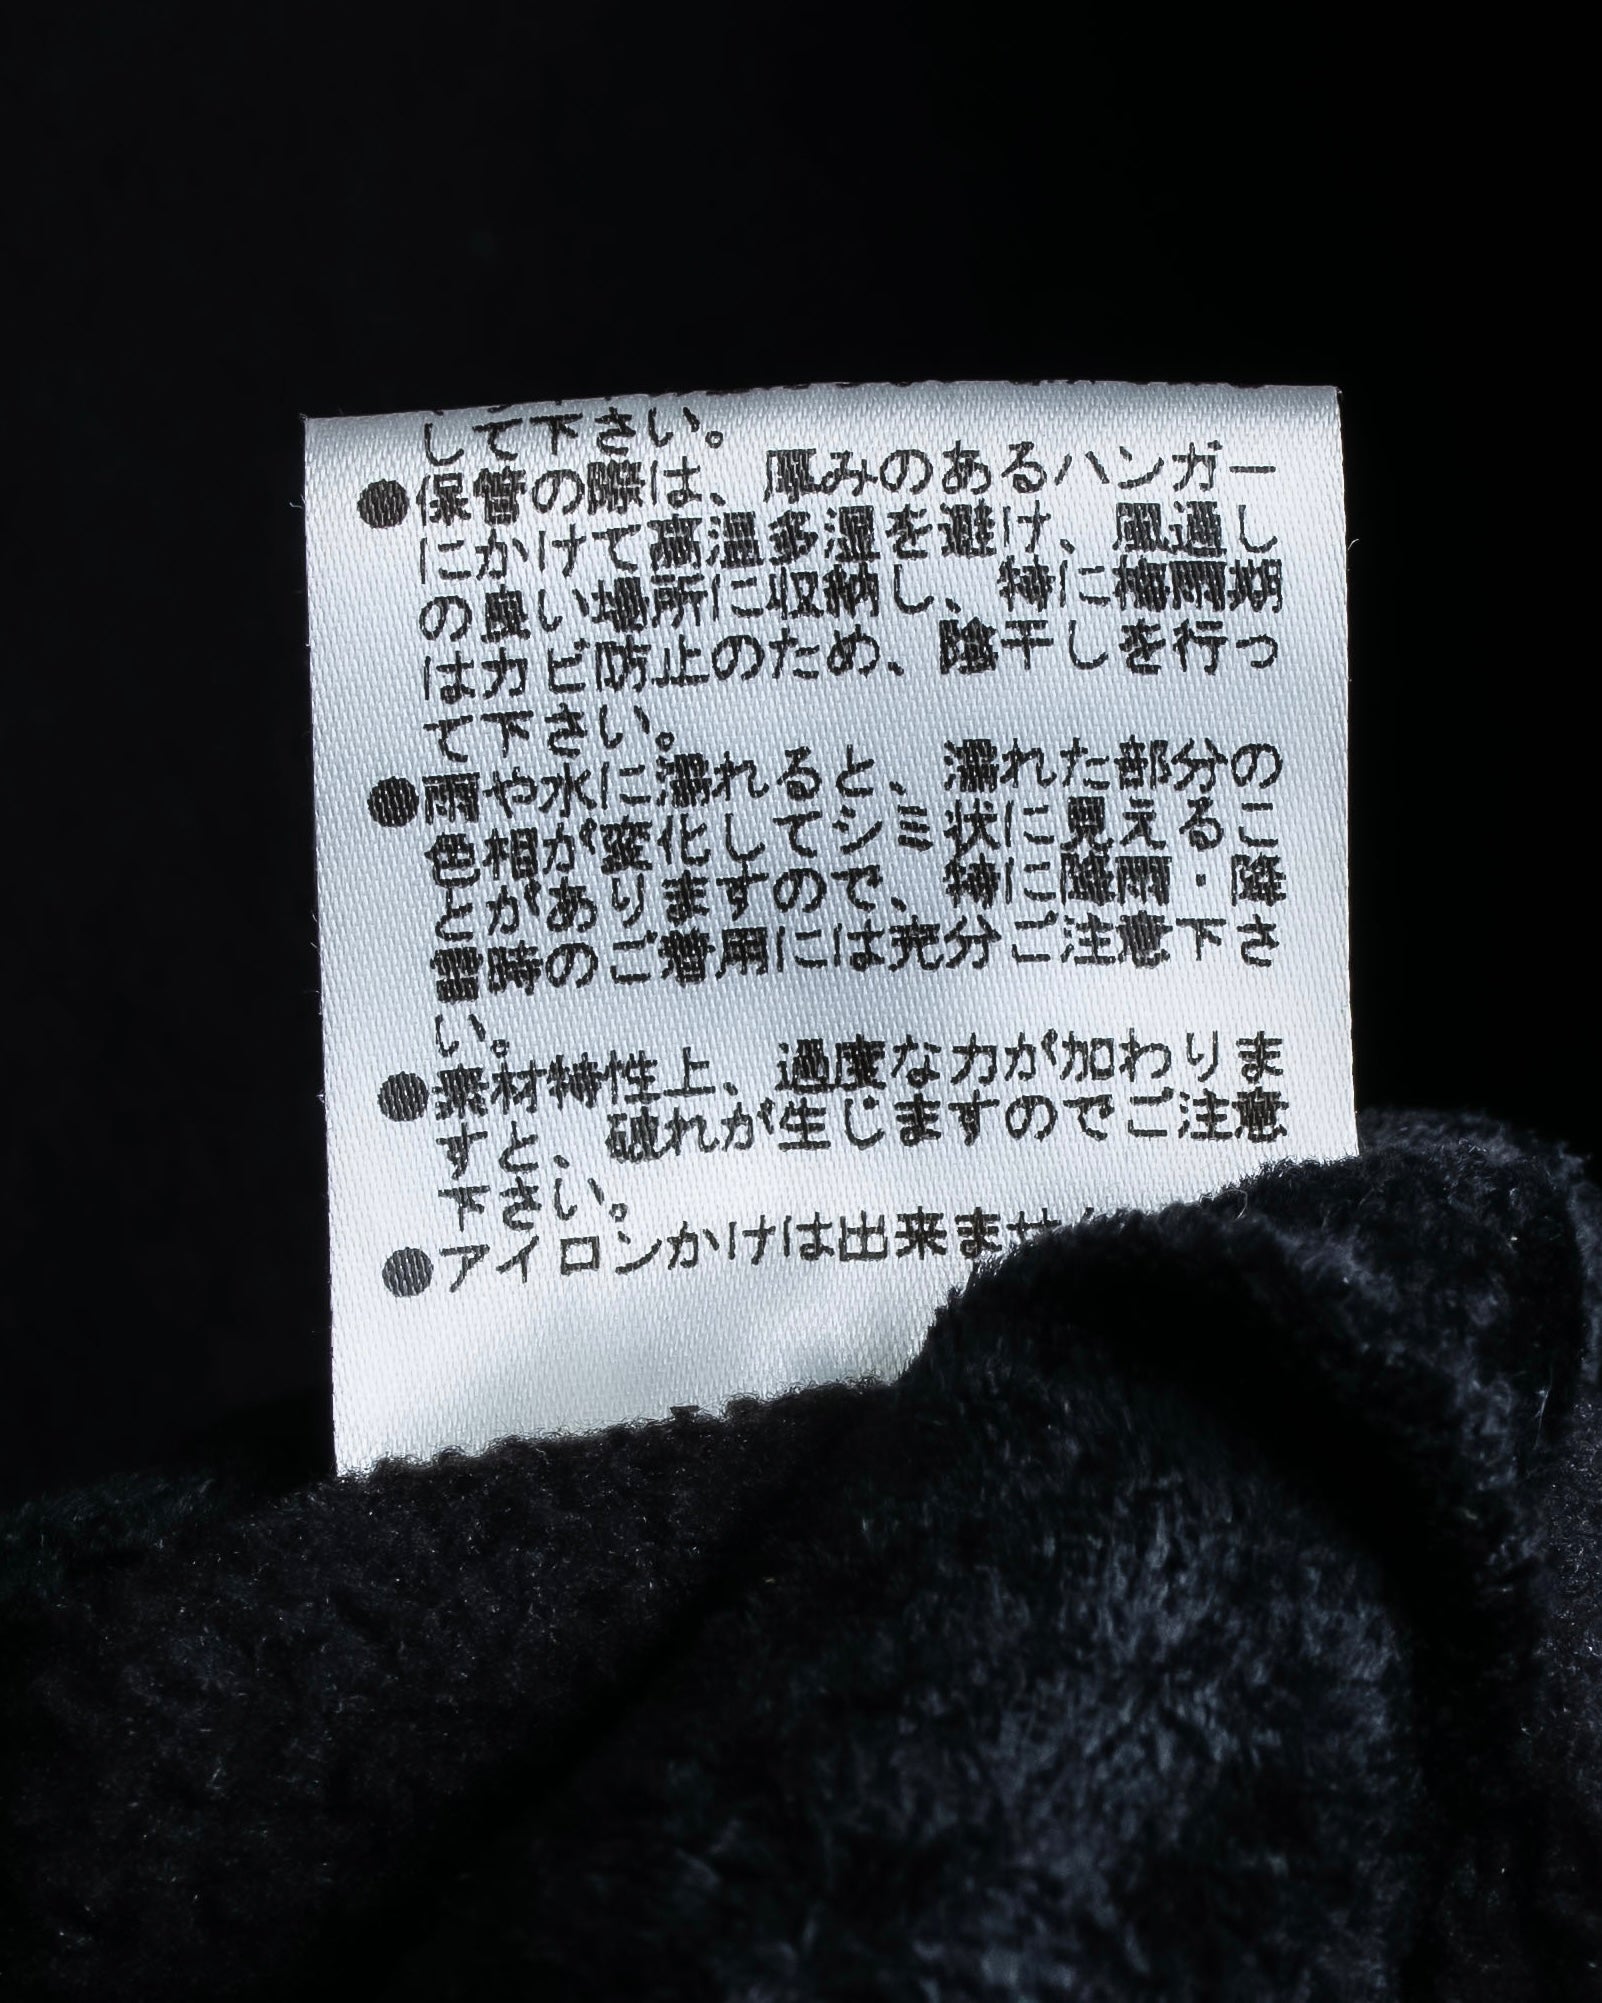 して下さい。
●保管の際は、厚みのあるハンガー
にかけて高温多湿を避け、風通し
の良い場所に収納し、特に梅雨期
はカビ防止のため、陰干しを行っ
て下さい。
●雨や水に濡れると、濡れた部分の
色相が変化してシミ状に見えるこ
とがありますので、特に降雨・降
雪時のご着用には充分ご注意下さ
い。
●素材特性上、過度な力が加わりま
すと、破れが生じますのでご注意
下さい。
●アイロンかけは出来ませ